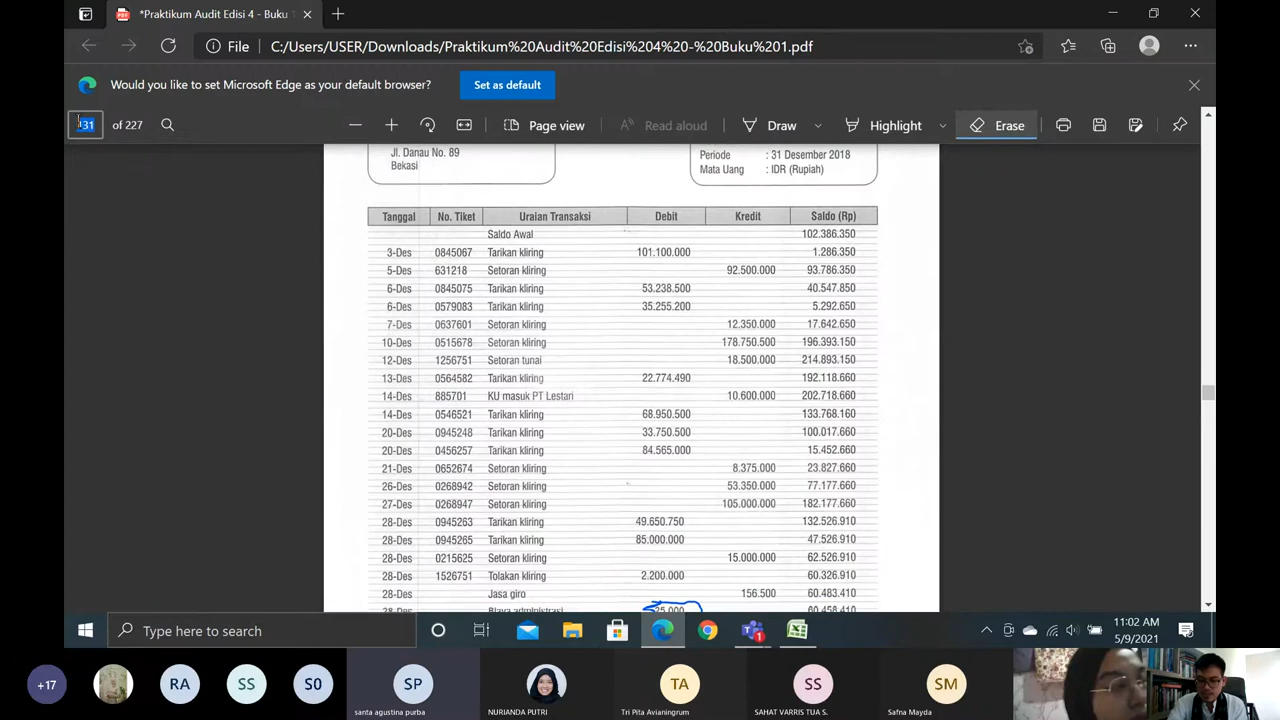 *Praktikum Audit Edisi 4 - Buku 1
File
C:/Users/USER/Downloads/Praktikum%20Audit%20Edisi%204%20-%20Buku%201.pdf
Would you like to set Microsoft Edge as your default browser?
Set as default
131 of 227
Page view
Read aloud
Draw
Highlight
Erase
Jl. Danau No. 89
Bekasi
Periode : 31 Desember 2018
Mata Uang : IDR (Rupiah)
Tanggal No. Tiket Uraian Transaksi Debit Kredit Saldo (Rp)
Saldo Awal 102.386.350
3-Des 0845067 Tarikan kliring 101.100.000 1.286.350
5-Des 631218 Setoran kliring 92.500.000 93.786.350
6-Des 0845075 Tarikan kliring 53.238.500 40.547.850
6-Des 0579083 Tarikan kliring 35.255.200 5.292.650
7-Des 0637601 Setoran kliring 12.350.000 17.642.650
10-Des 0515678 Setoran kliring 178.750.500 196.393.150
12-Des 1256751 Setoran tunai 18.500.000 214.893.150
13-Des 0564582 Tarikan kliring 22.774.490 192.118.660
14-Des 885701 KU masuk PT Lestari 10.600.000 202.718.660
14-Des 0546521 Tarikan kliring 68.950.500 133.768.160
20-Des 0945248 Tarikan kliring 33.750.500 100.017.660
20-Des 0456257 Tarikan kliring 84.565.000 15.452.660
21-Des 0652674 Setoran kliring 8.375.000 23.827.660
26-Des 0268942 Setoran kliring 53.350.000 77.177.660
27-Des 0268947 Setoran kliring 105.000.000 182.177.660
28-Des 0945263 Tarikan kliring 49.650.750 132.526.910
28-Des 0945265 Tarikan kliring 85.000.000 47.526.910
28-Des 0215625 Setoran kliring 15.000.000 62.526.910
28-Des 1526751 Tolakan kliring 2.200.000 60.326.910
28-Des Jasa giro 156.500 60.483.410
28-Des Biaya administrasi 25.000 60.458.410
Type here to search
11:02 AM
5/9/2021
+17
RA
SS
S0
SP
TA
SS
SM
santa agustina purba
NURIANDA PUTRI
Tri Pita Avianingrum
SAHAT VARRIS TUA S.
Safna Mayda